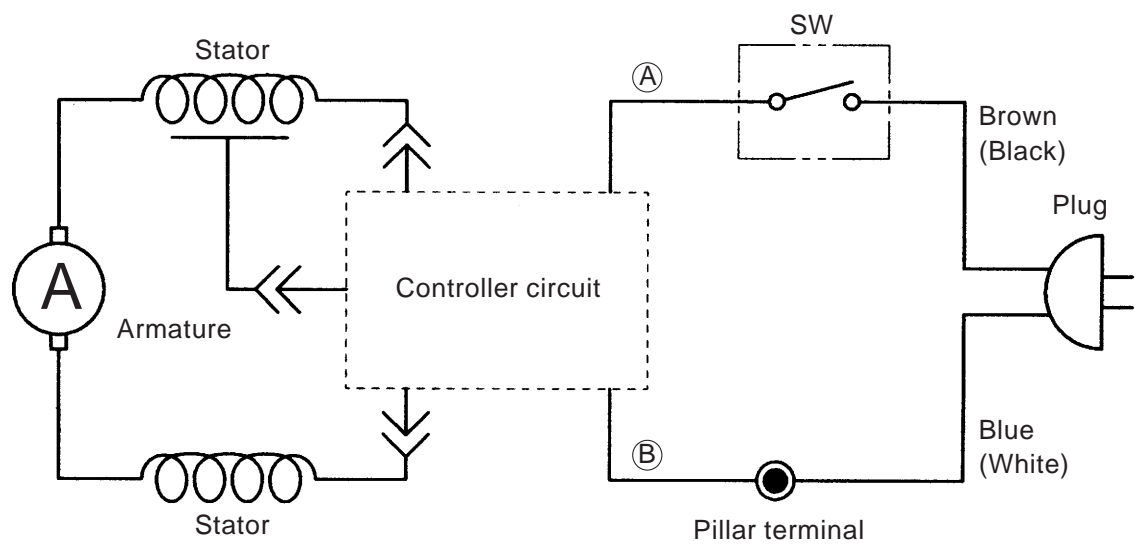 SW
Stator
Ⓐ
Brown
(Black)
Plug
A
Controller circuit
Armature
Ⓑ
Blue
(White)
Stator
Pillar terminal